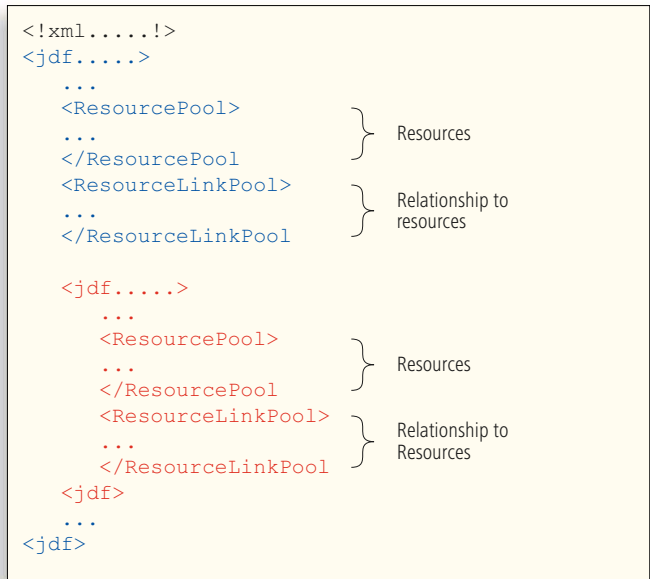 <!xml.....!>
<jdf.....>
...
<ResourcePool>
...
</ResourcePool
Resources
<ResourceLinkPool>
...
</ResourceLinkPool
Relationship to
resources
<jdf.....>
...
<ResourcePool>
...
</ResourcePool
Resources
<ResourceLinkPool>
...
</ResourceLinkPool
Relationship to
Resources
<jdf>
...
<jdf>